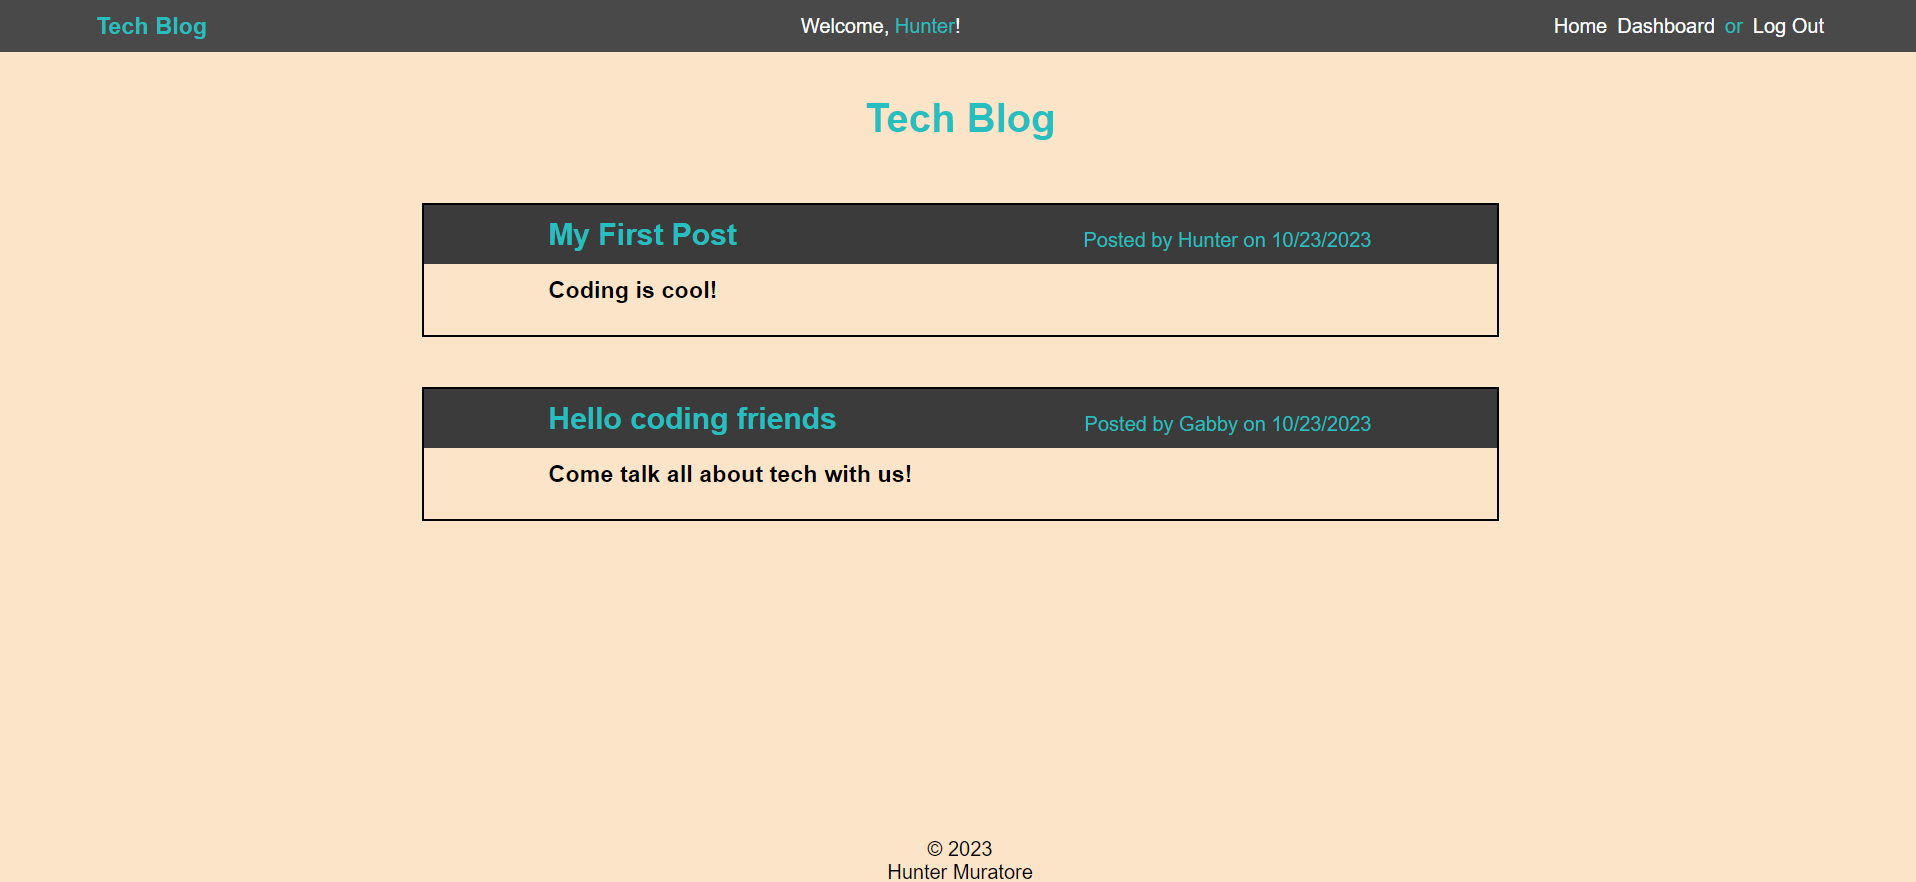 Tech Blog
Welcome, Hunter!
Home Dashboard or Log Out
Tech Blog
My First Post
Posted by Hunter on 10/23/2023
Coding is cool!
Hello coding friends
Posted by Gabby on 10/23/2023
Come talk all about tech with us!
© 2023
Hunter Muratore